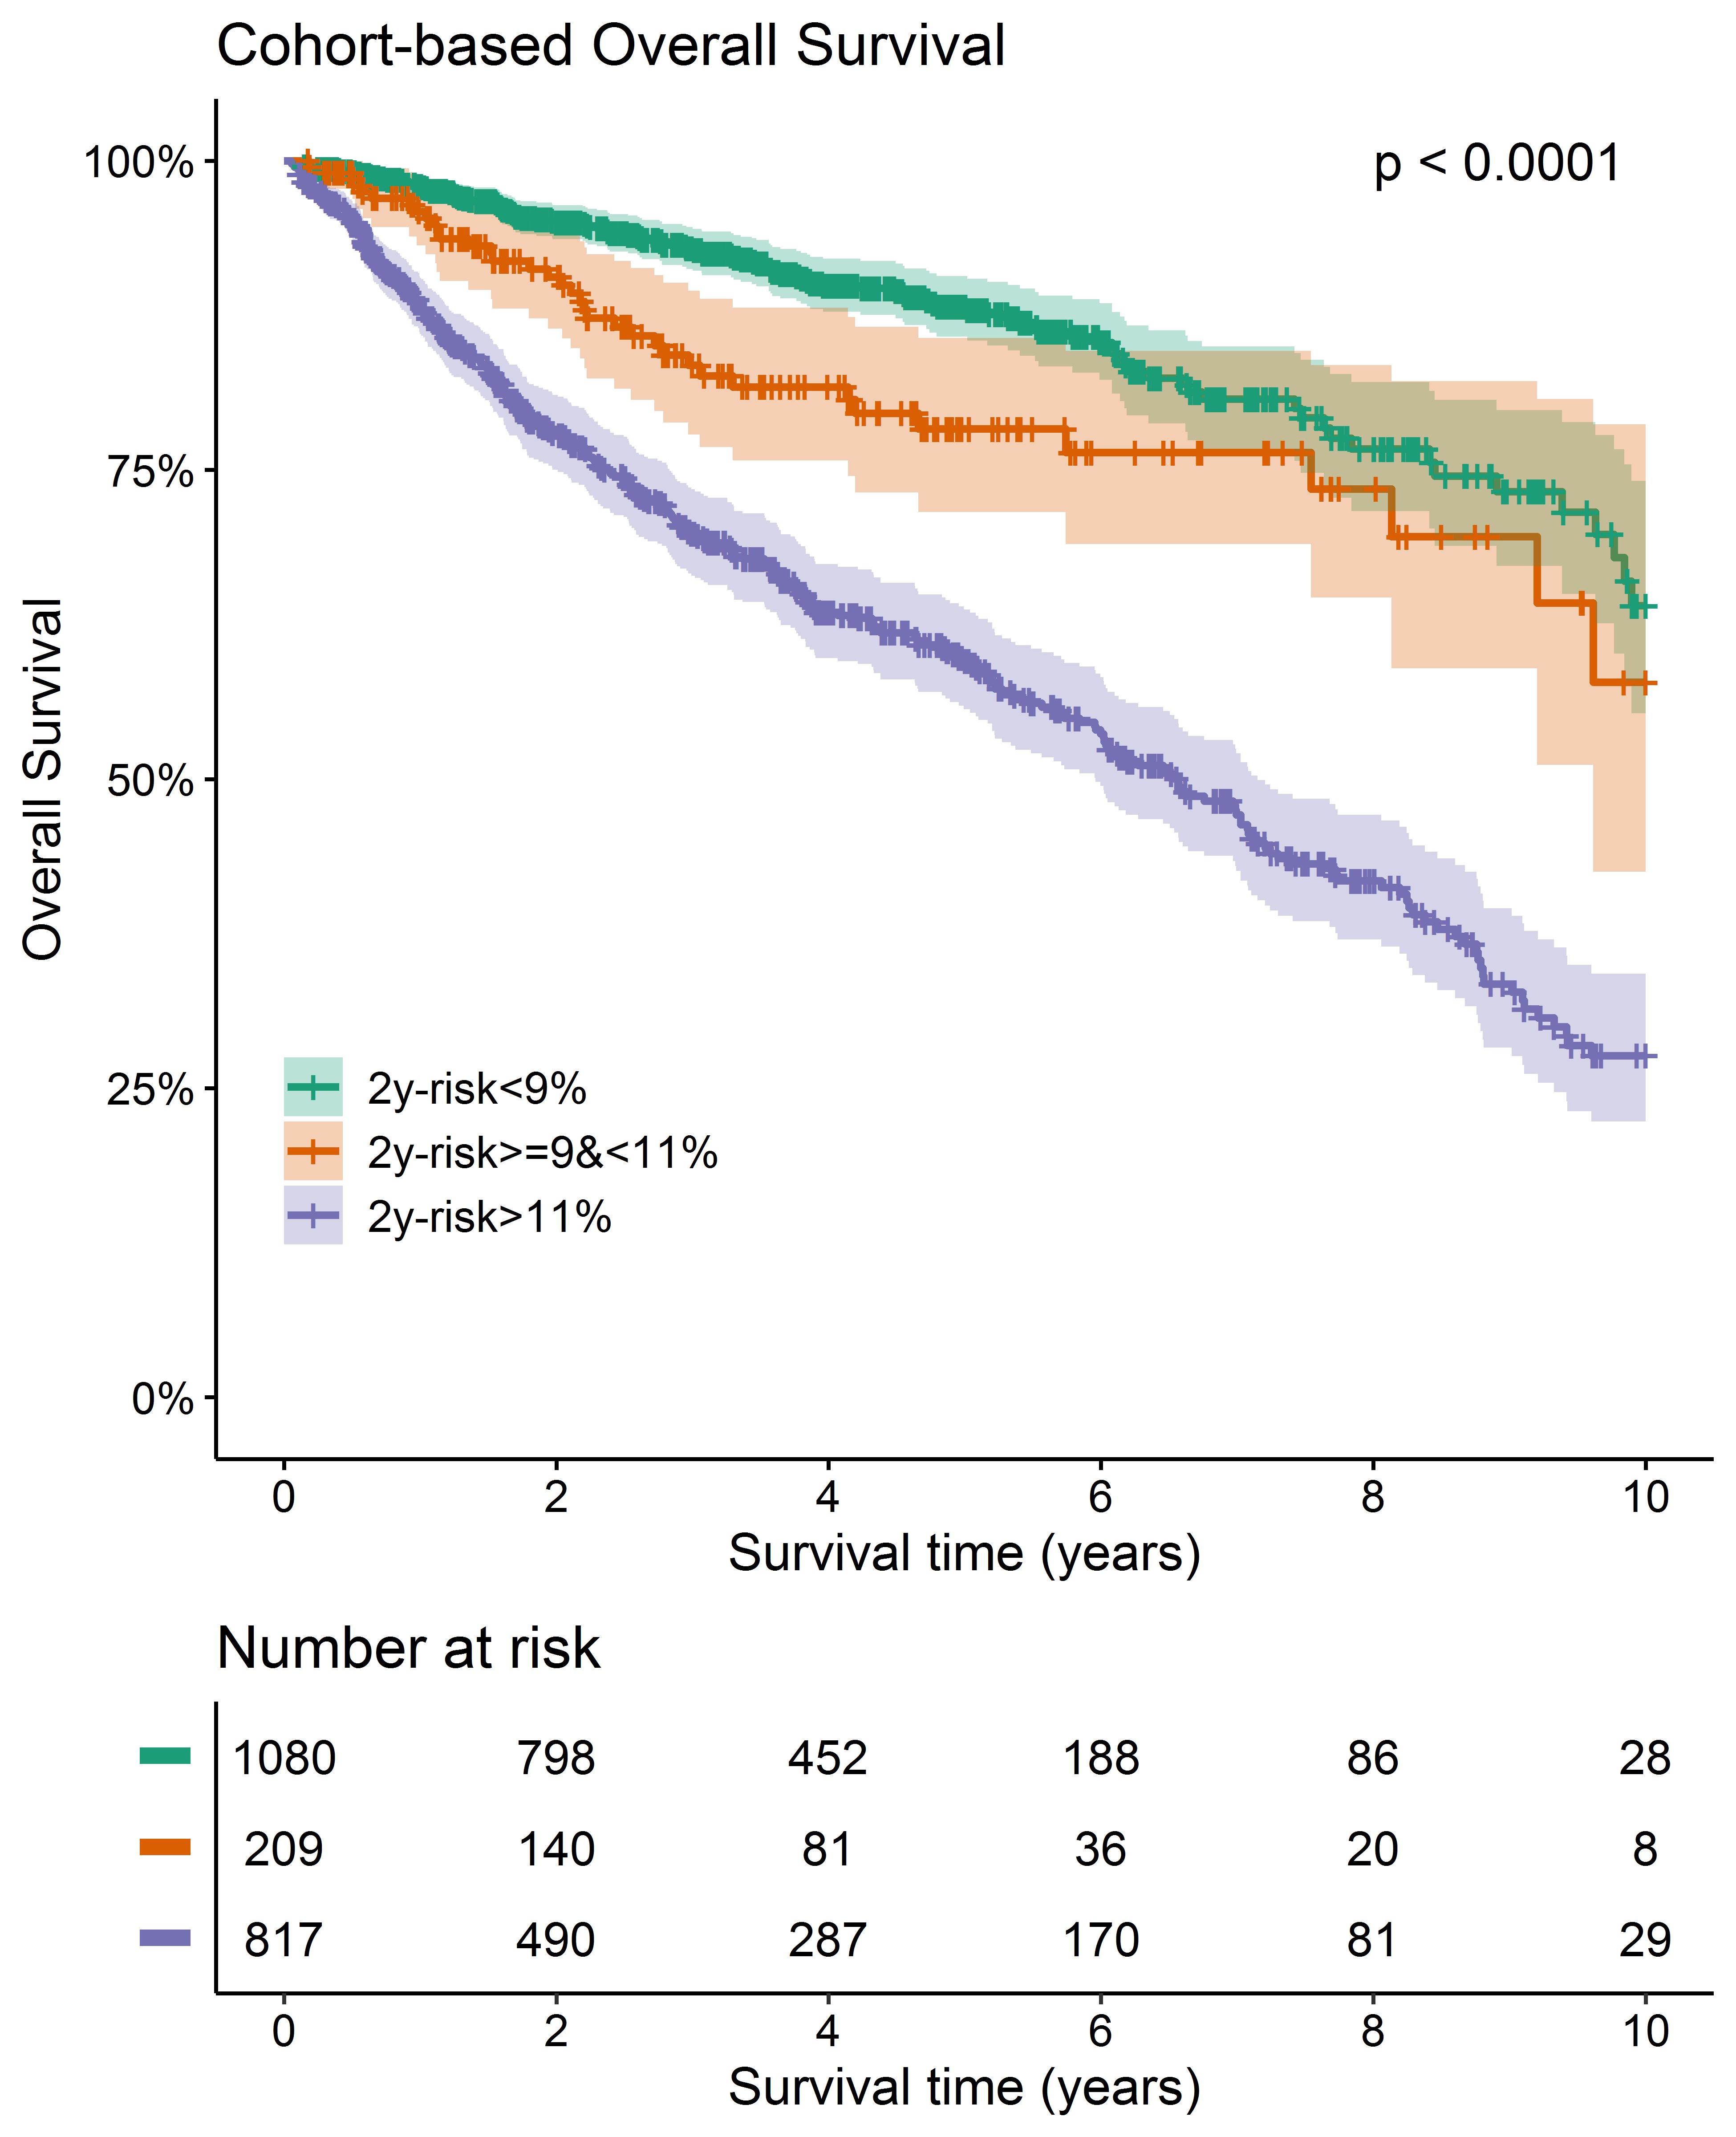 Cohort-based Overall Survival
p < 0.0001
100%
75%
50%
25%
0%
Overall Survival
2y-risk<9%
2y-risk>=9&<11%
2y-risk>11%
0 2 4 6 8 10
Survival time (years)
Number at risk
1080 798 452 188 86 28
209 140 81 36 20 8
817 490 287 170 81 29
0 2 4 6 8 10
Survival time (years)